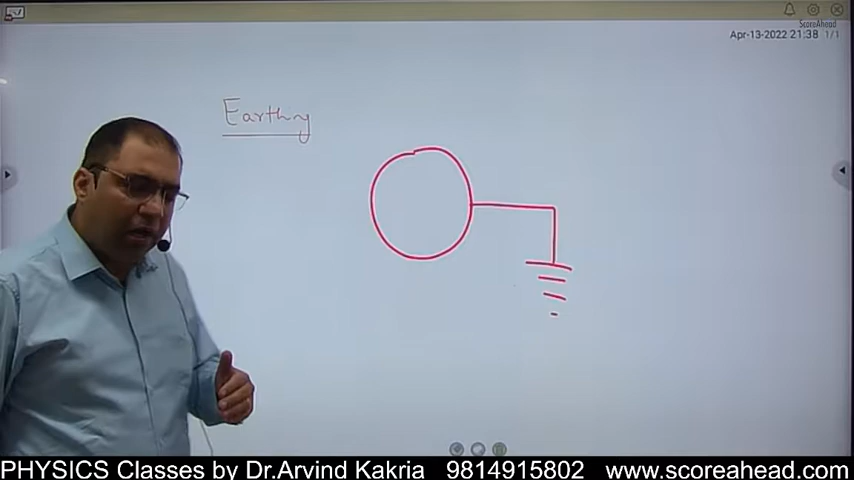 ScoreAhead
Apr-13-2022 21:38 1/1
Earthing
PHYSICS Classes by Dr.Arvind Kakria 9814915802 www.scoreahead.com